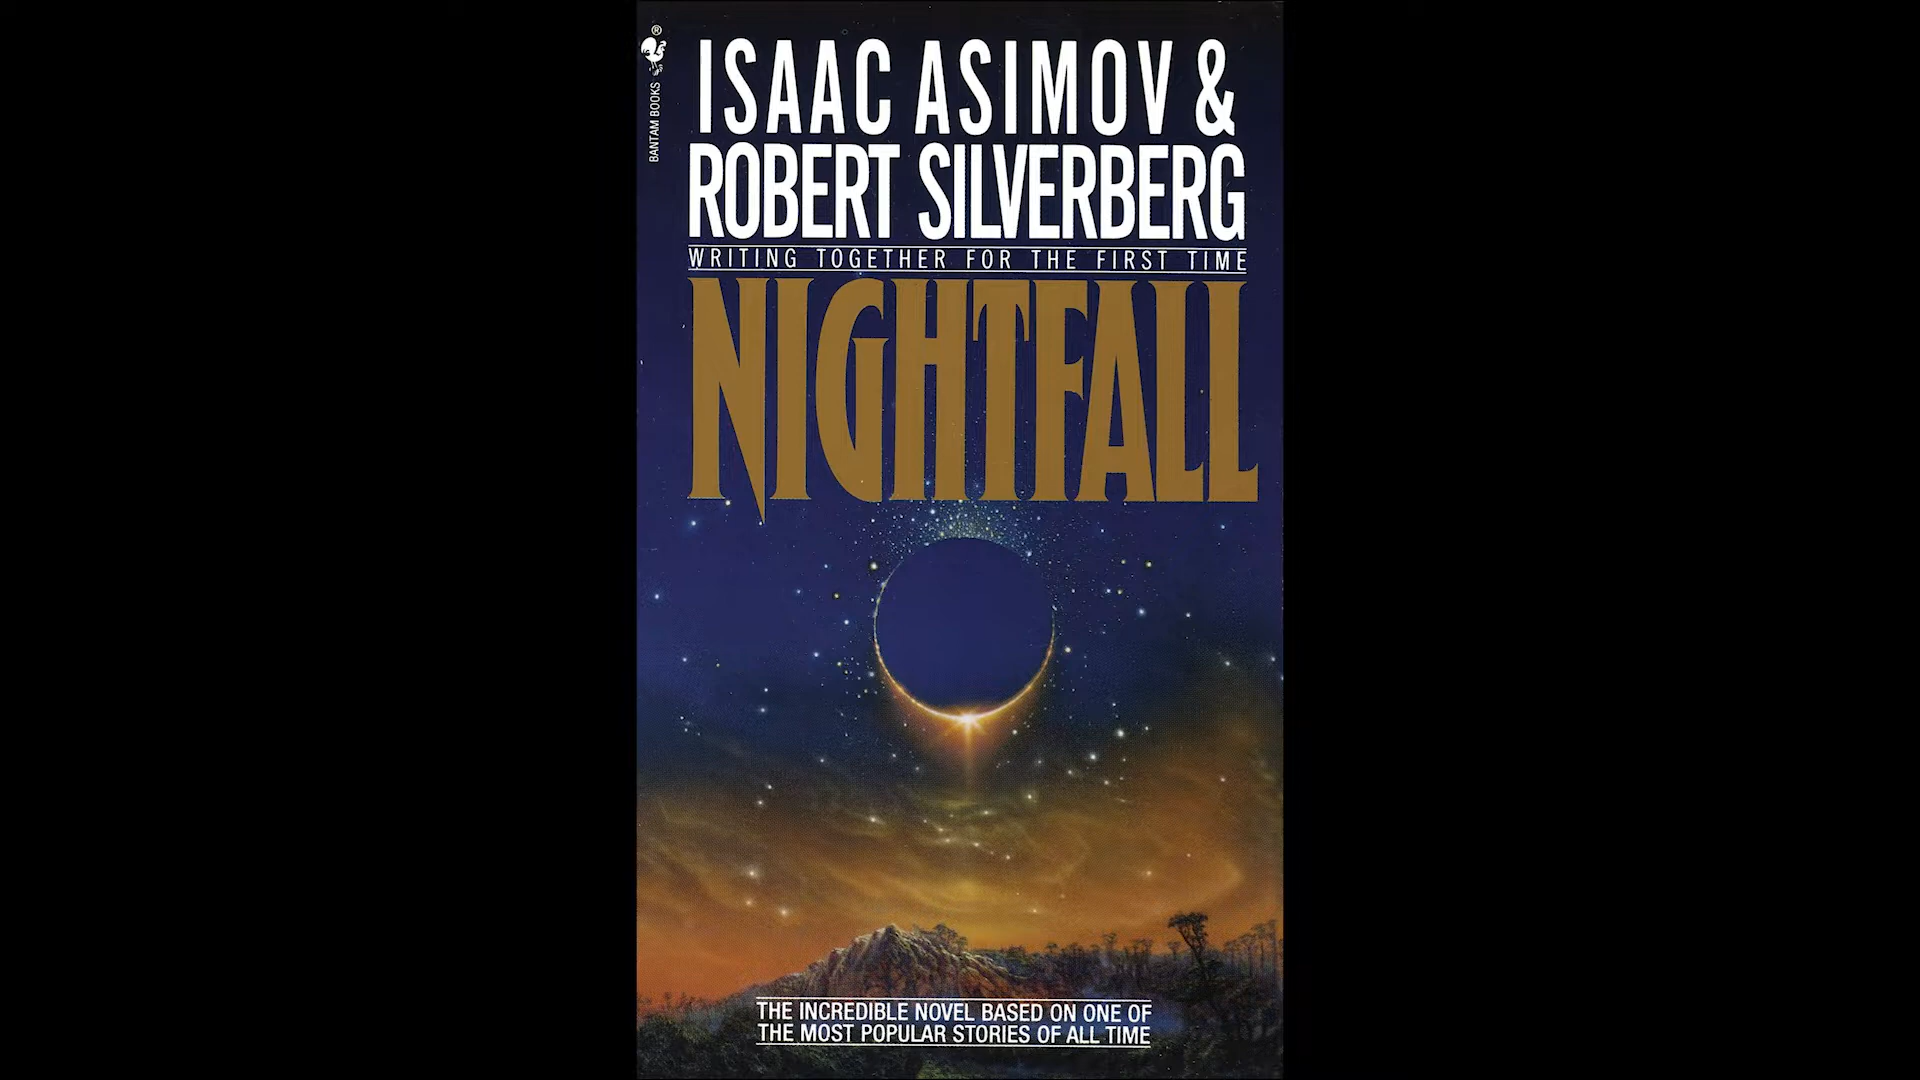 ISAAC ASIMOV &
ROBERT SILVERBERG
WRITING TOGETHER FOR THE FIRST TIME
NIGHTFALL
THE INCREDIBLE NOVEL BASED ON ONE OF
THE MOST POPULAR STORIES OF ALL TIME
BANTAM BOOKS
®